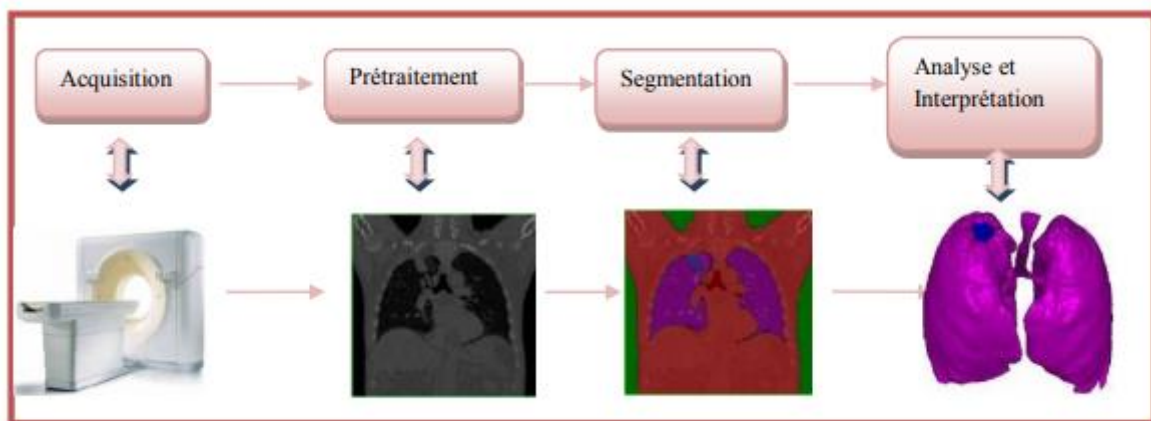 Acquisition
Prétraitement
Segmentation
Analyse et
Interprétation